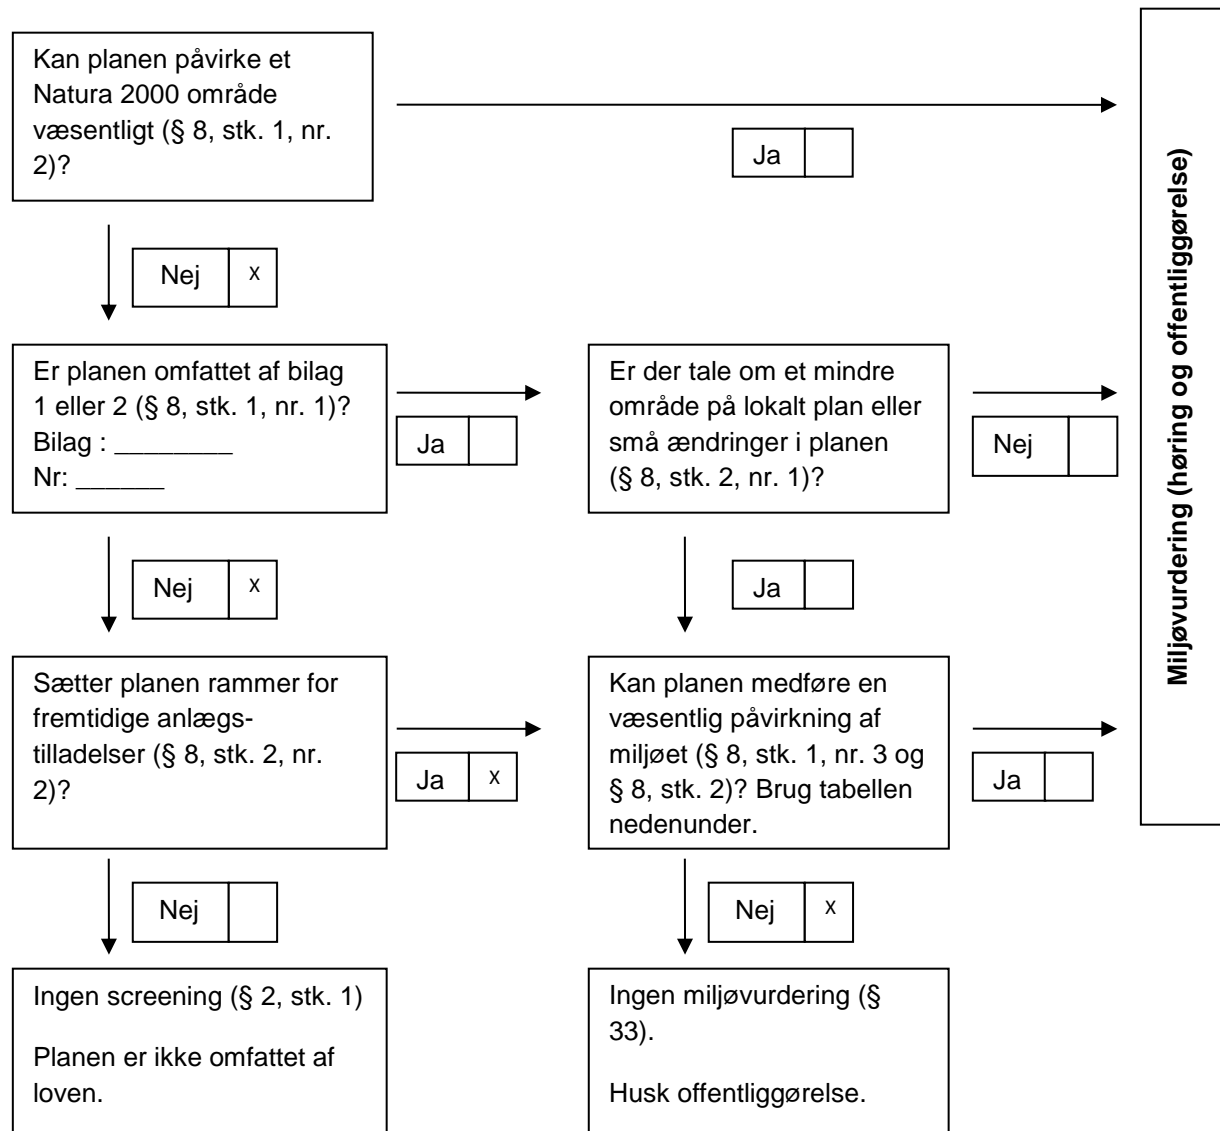 Kan planen påvirke et
Natura 2000 område
væsentligt (§ 8, stk. 1, nr.
2)?
Ja
Nej x
Er planen omfattet af bilag
1 eller 2 (§ 8, stk. 1, nr. 1)?
Bilag : ________
Nr: ______
Ja
Er der tale om et mindre
område på lokalt plan eller
små ændringer i planen
(§ 8, stk. 2, nr. 1)?
Nej
Nej x
Ja
Sætter planen rammer for
fremtidige anlægs-
tilladelser (§ 8, stk. 2, nr.
2)?
Ja x
Kan planen medføre en
væsentlig påvirkning af
miljøet (§ 8, stk. 1, nr. 3 og
§ 8, stk. 2)? Brug tabellen
nedenunder.
Ja
Nej
Nej x
Ingen screening (§ 2, stk. 1)
Planen er ikke omfattet af
loven.
Ingen miljøvurdering (§
33).
Husk offentliggørelse.
Miljøvurdering (høring og offentliggørelse)